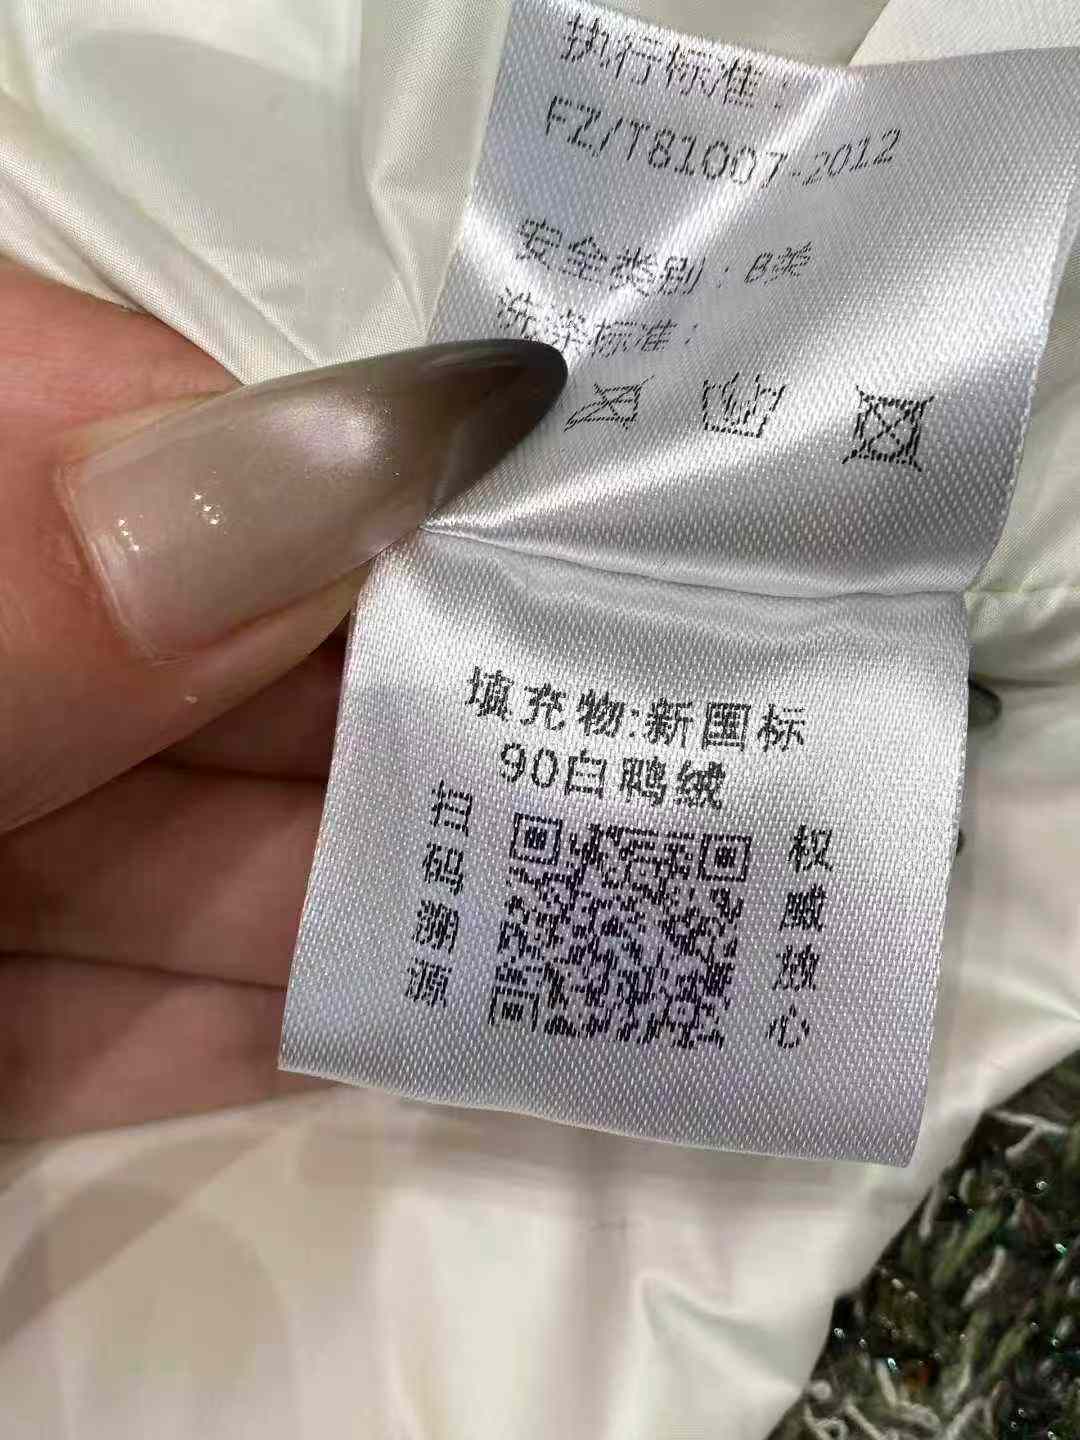 执行标准：
FZ/T81007-2012
安全类别：B类
洗涤标准：
填充物:新国标
90白鸭绒
扫码溯源
权威放心